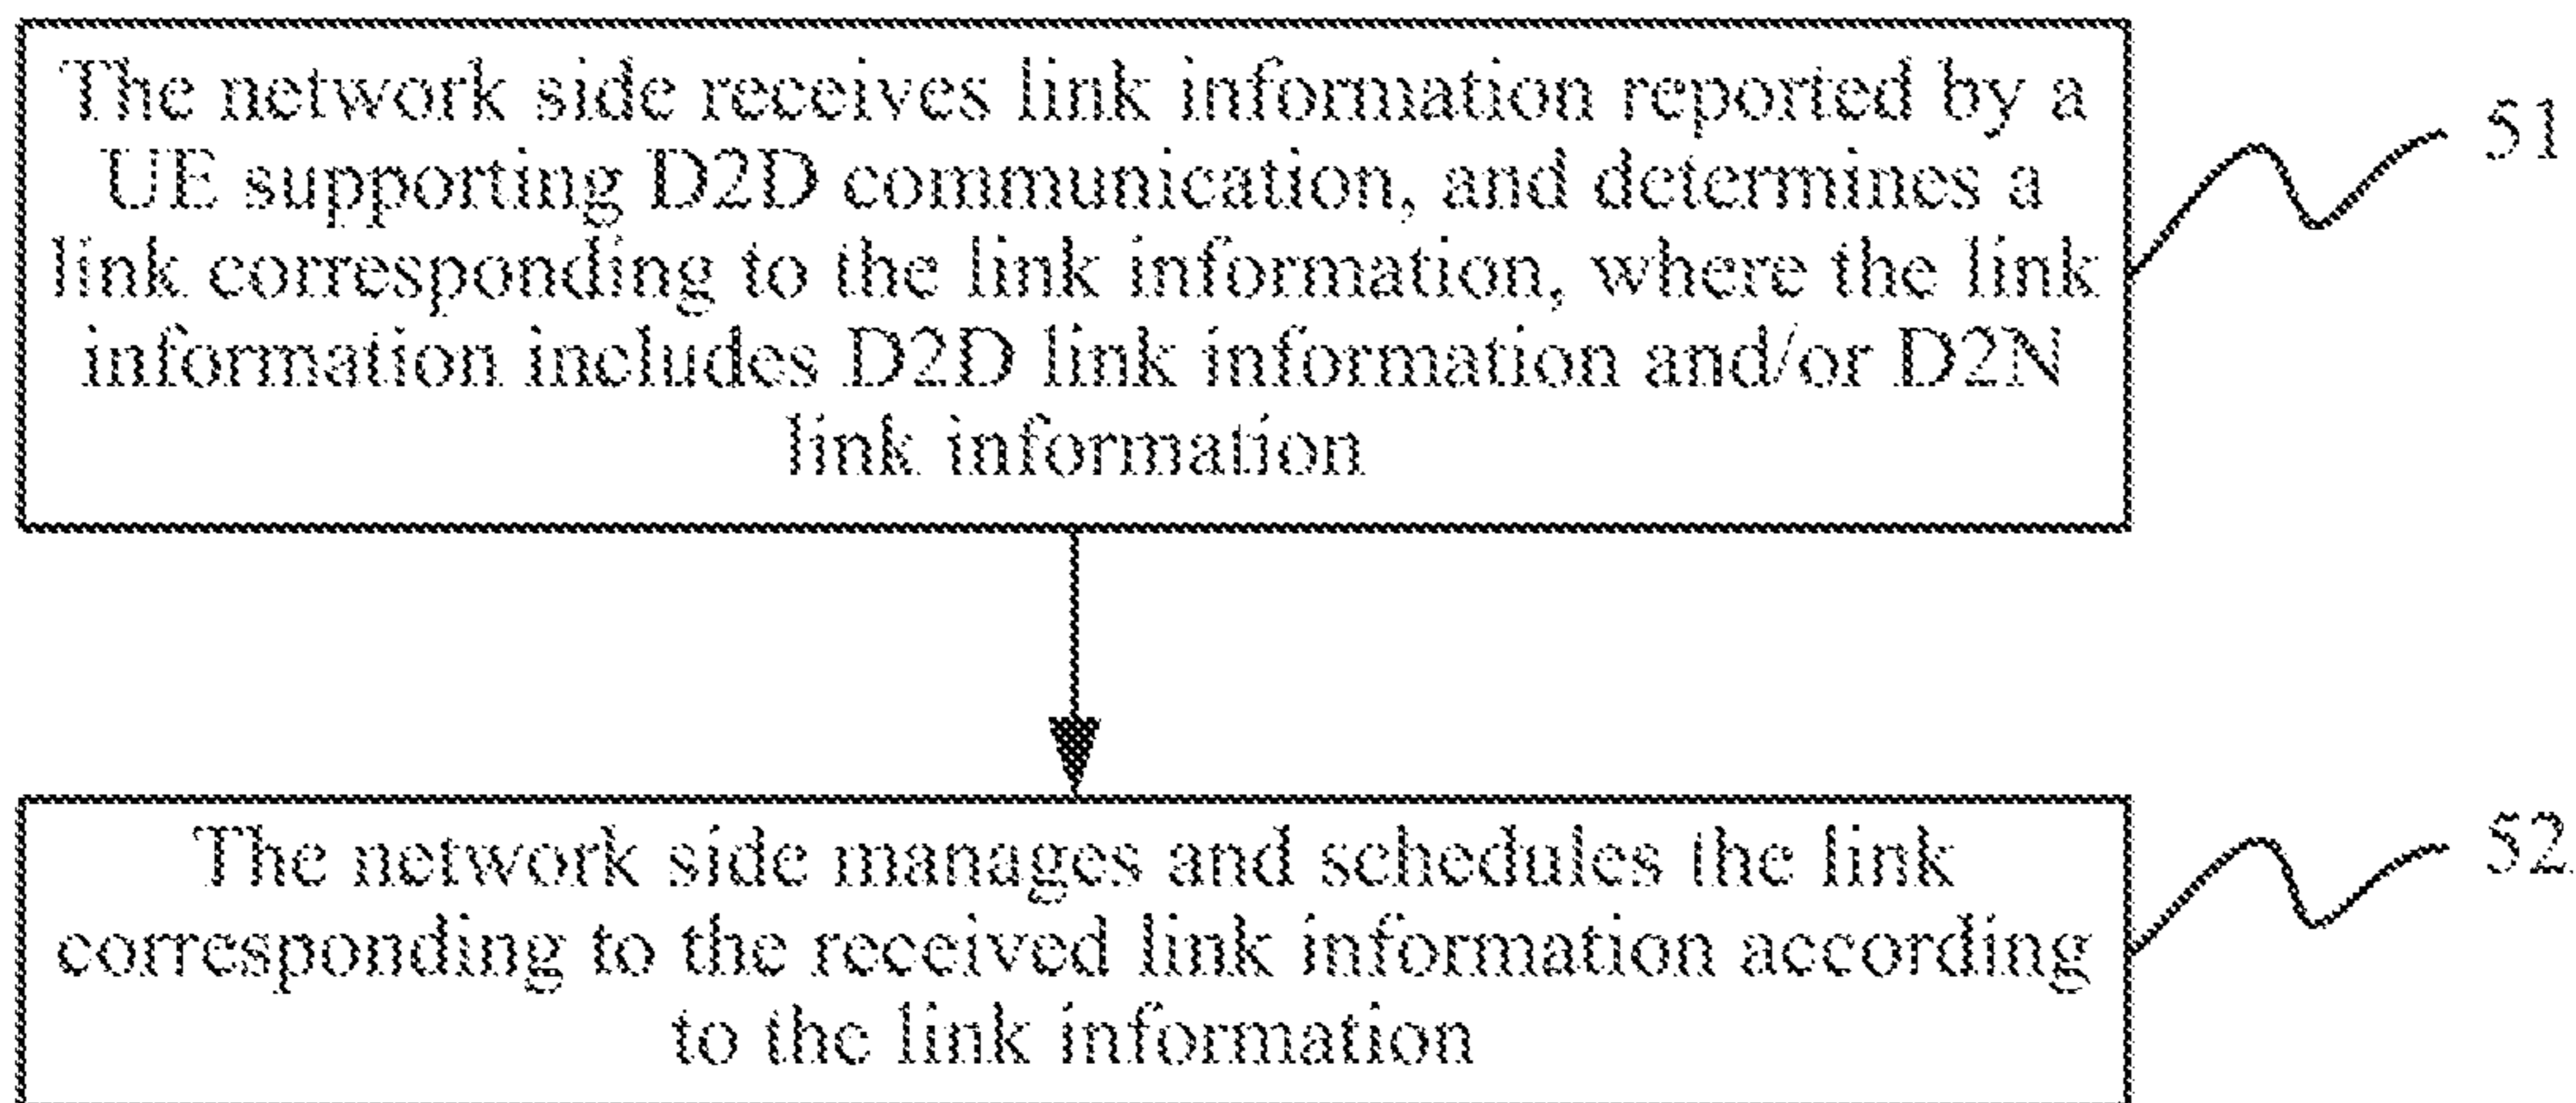 The network side receives link information reported by a
UE supporting D2D communication, and determines a
link corresponding to the link information, where the link
information includes D2D link information and/or D2N
link information
51
The network side manages and schedules the link
corresponding to the received link information according
to the link information
52